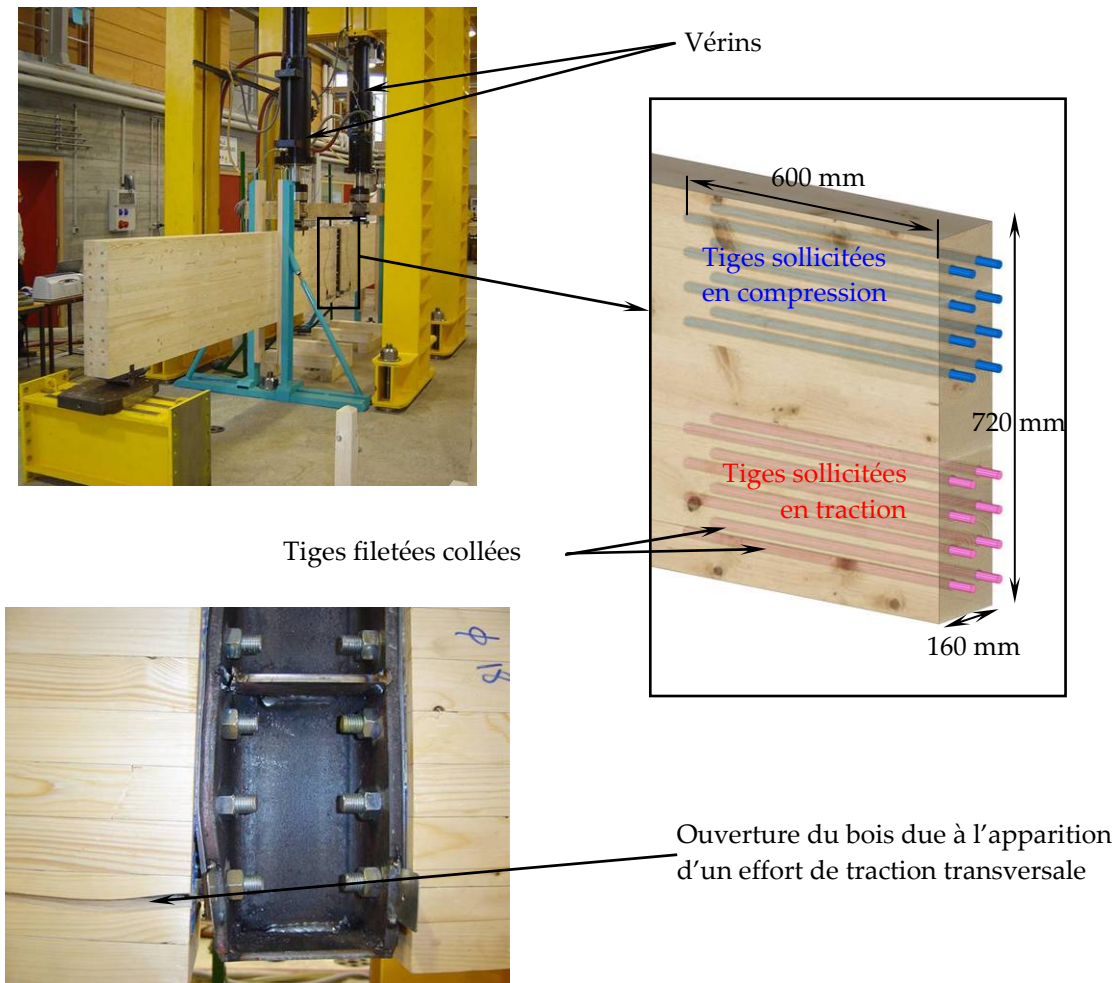 Vérins
600 mm
Tiges sollicitées
en compression
720 mm
Tiges sollicitées
en traction
Tiges filetées collées
160 mm
Ouverture du bois due à l'apparition
d'un effort de traction transversale